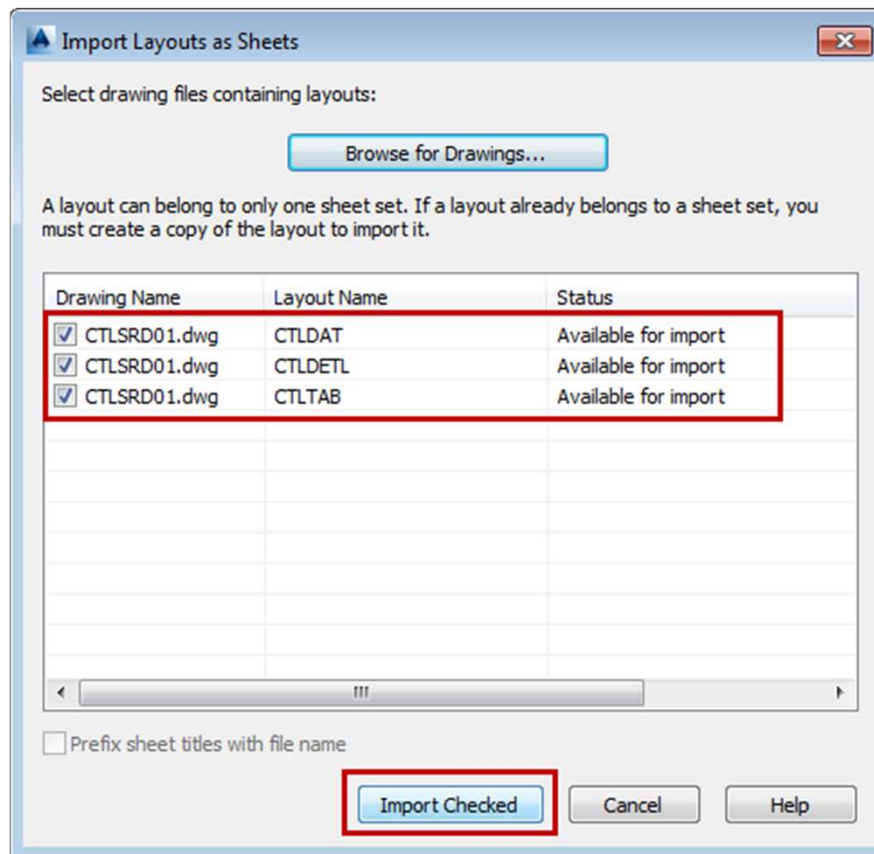 Import Layouts as Sheets
Select drawing files containing layouts:
Browse for Drawings...
A layout can belong to only one sheet set. If a layout already belongs to a sheet set, you
must create a copy of the layout to import it.
Drawing Name Layout Name Status
CTLSRD01.dwg CTLDAT Available for import
CTLSRD01.dwg CTLDETL Available for import
CTLSRD01.dwg CTLTAB Available for import
Prefix sheet titles with file name
Import Checked Cancel Help